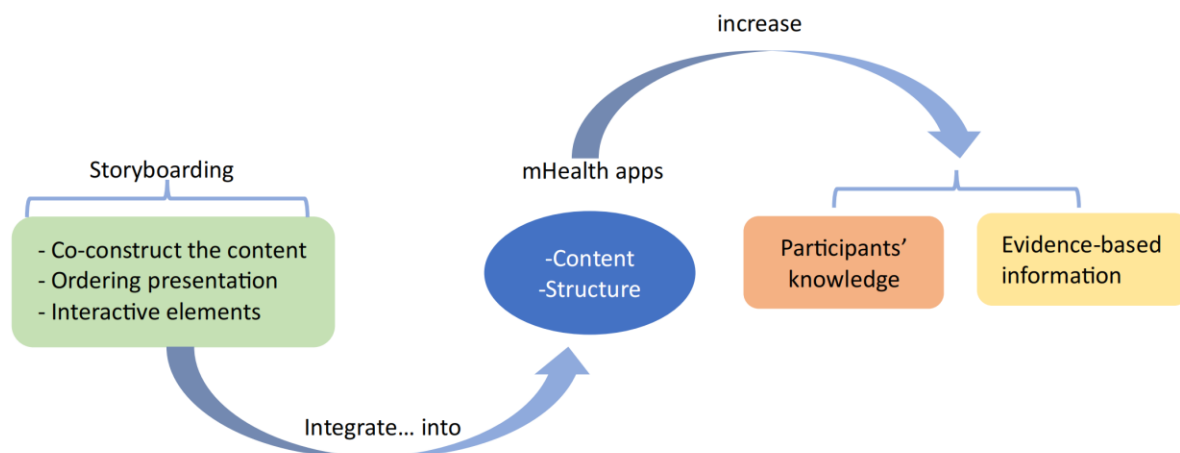 Storyboarding
- Co-construct the content
- Ordering presentation
- Interactive elements
Integrate... into
mHealth apps
-Content
-Structure
increase
Participants’
knowledge
Evidence-based
information